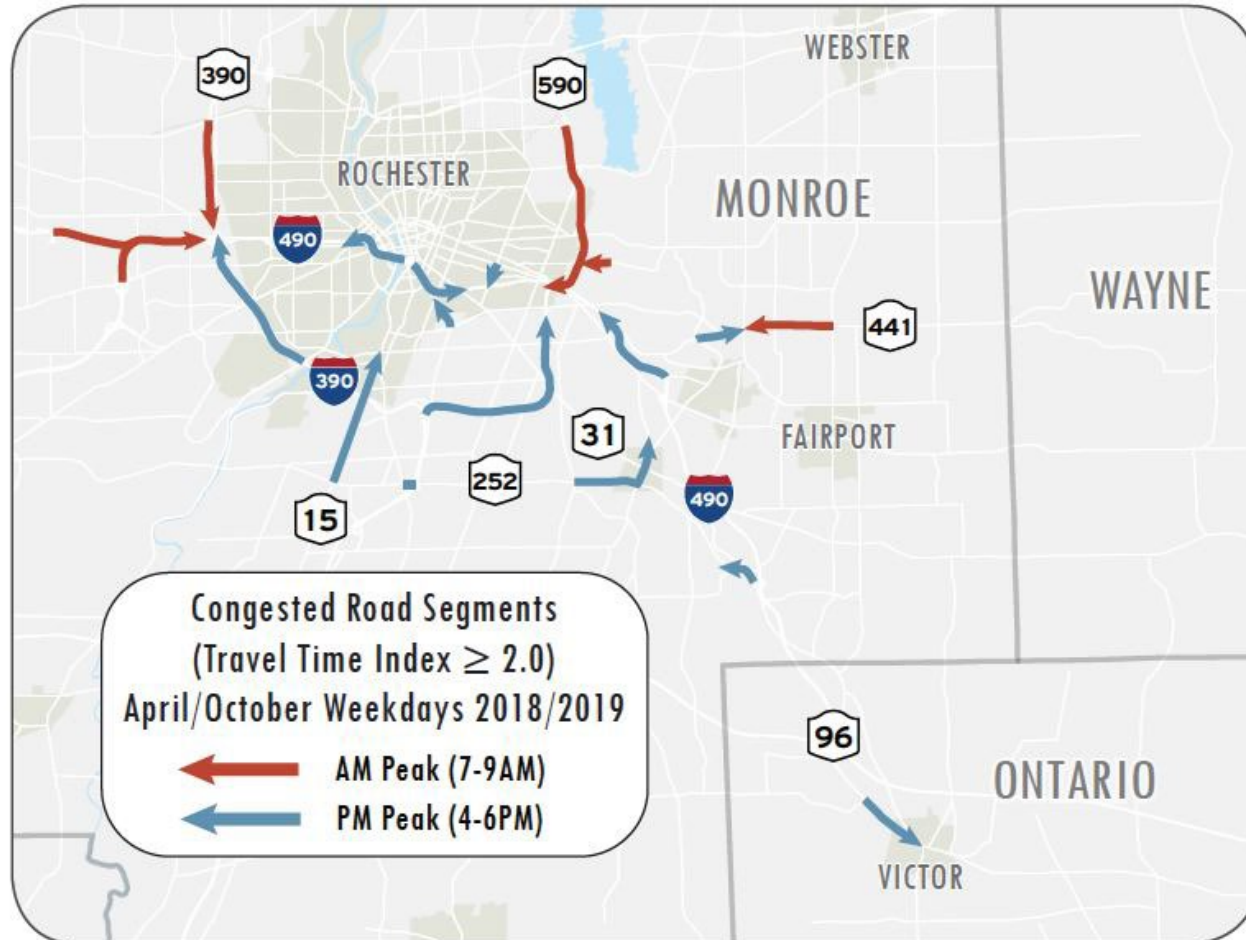 WEBSTER
390
590
ROCHESTER
MONROE
490
WAYNE
441
390
31
FAIRPORT
252
490
15
Congested Road Segments
(Travel Time Index ≥ 2.0)
April/October Weekdays 2018/2019
AM Peak (7-9AM)
PM Peak (4-6PM)
96
ONTARIO
VICTOR